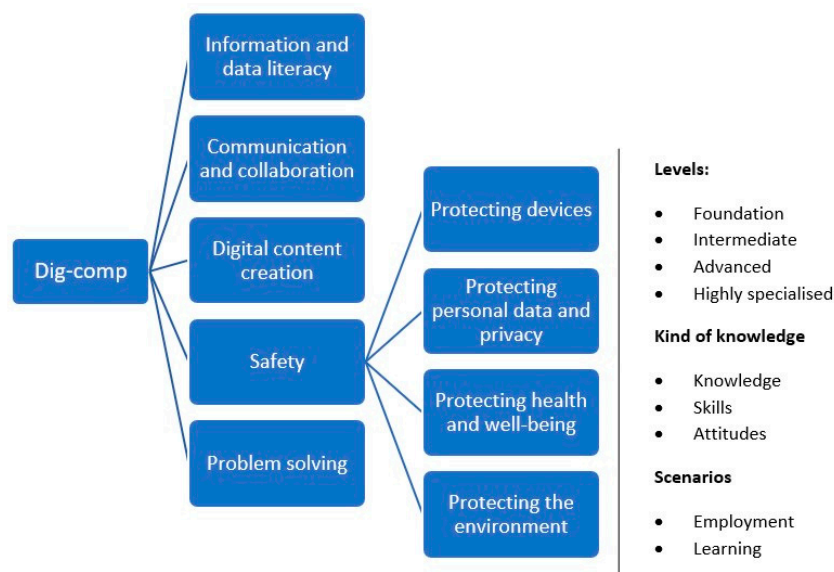 Dig-comp
Information and
data literacy
Communication
and collaboration
Digital content
creation
Safety
Problem solving
Protecting devices
Protecting
personal data and
privacy
Protecting health
and well-being
Protecting the
environment
Levels:
• Foundation
• Intermediate
• Advanced
• Highly specialised
Kind of knowledge
• Knowledge
• Skills
• Attitudes
Scenarios
• Employment
• Learning